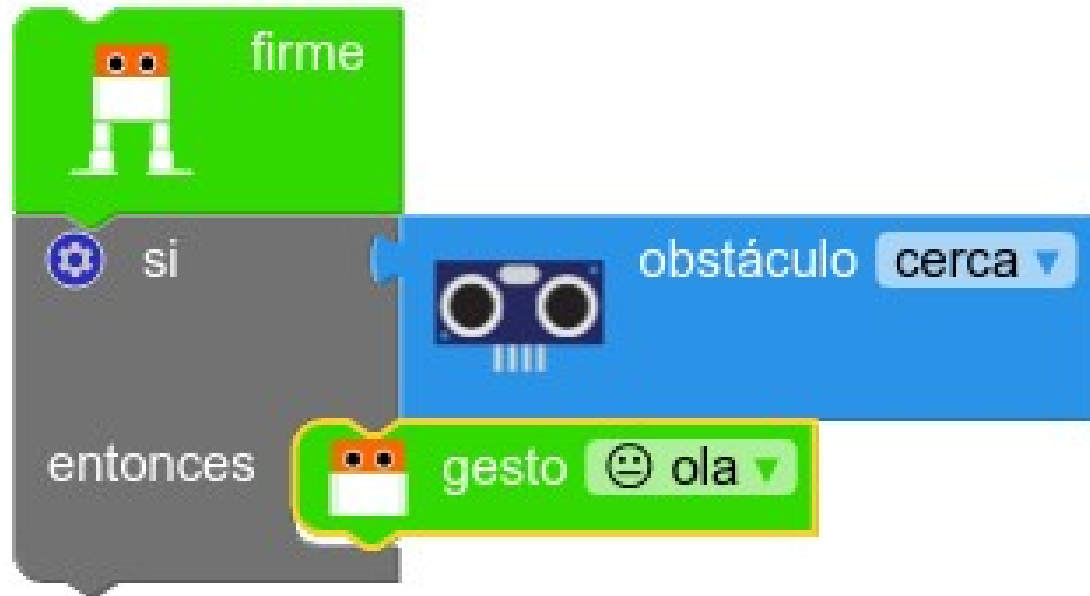 firme
si obstáculo cerca
entonces gesto ola